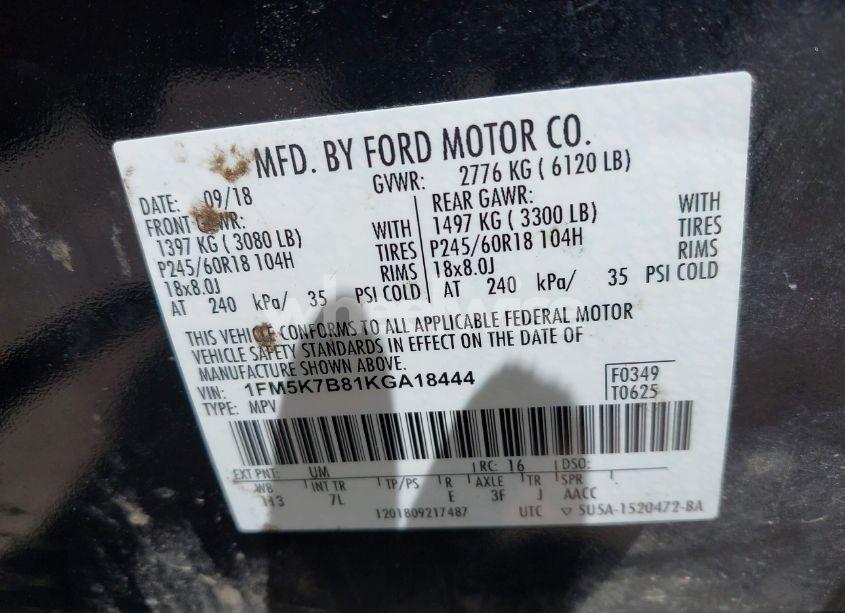 MFD. BY FORD MOTOR CO.
DATE: 09/18 GVWR: 2776 KG ( 6120 LB)
FRONT GAWR: REAR GAWR:
1397 KG ( 3080 LB) WITH 1497 KG ( 3300 LB) WITH
P245/60R18 104H TIRES P245/60R18 104H TIRES
18x8.0J RIMS 18x8.0J RIMS
AT 240 kPa/ 35 PSI COLD AT 240 kPa/ 35 PSI COLD
THIS VEHICLE CONFORMS TO ALL APPLICABLE FEDERAL MOTOR
VEHICLE SAFETY STANDARDS IN EFFECT ON THE DATE OF
MANUFACTURE SHOWN ABOVE.
VIN: 1FM5K7B81KGA18444 F0349
TYPE: MPV T0625
EXT PNT: UM RC: 16 DSO:
WB INT TR TP/PS R AXLE TR SPR
113 7L E 3F J AACC
1201809217487 UTC ▽ SU5A-1520472-BA